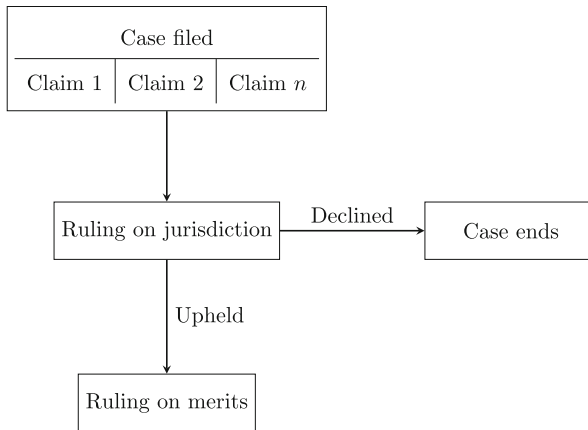 Case filed
Claim 1 Claim 2 Claim n
Declined
Ruling on jurisdiction Case ends
Upheld
Ruling on merits